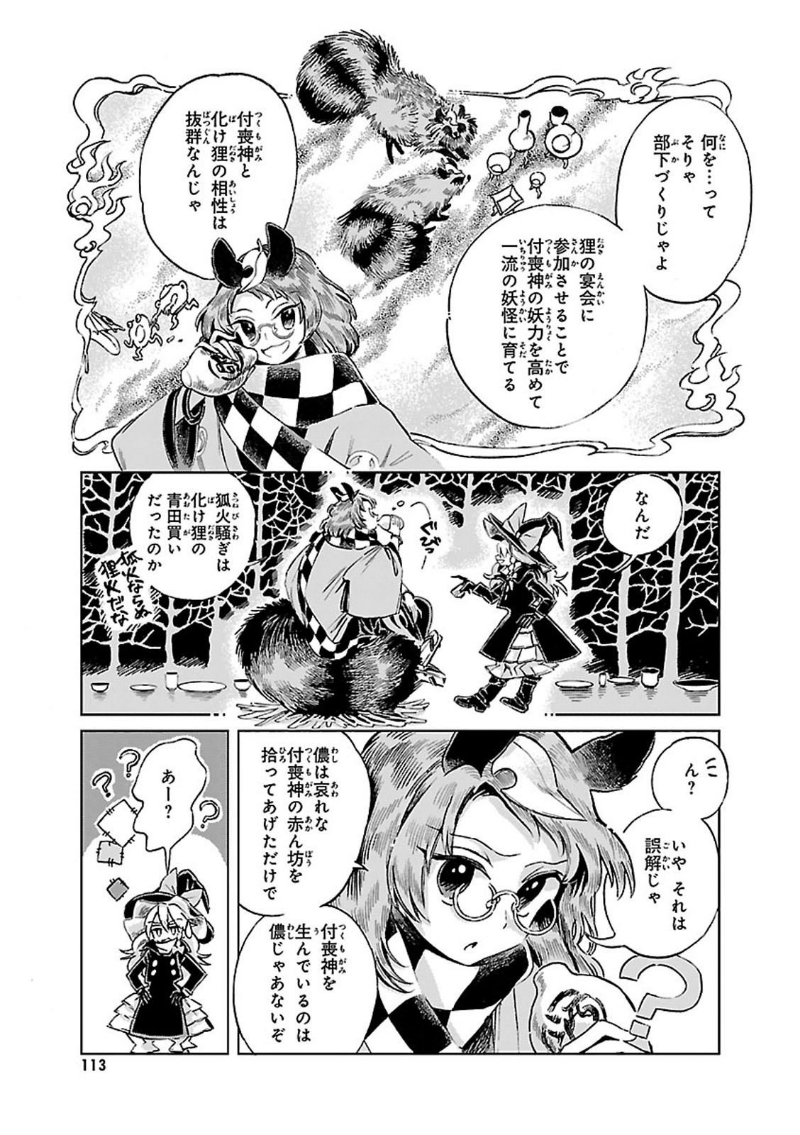 何を…って
そりゃ
部下づくりじゃよ
狸の宴会に
参加させることで
付喪神の妖力を高めて
一流の妖怪に育てる
付喪神と
化け狸の相性は
抜群なんじゃ
なんだ
ぐびっ
狐火騒ぎは
化け狸の
青田買い
だったのか
狐火ならぬ
狸火だな
ん?
いや それは
誤解じゃ
儂は哀れな
付喪神の赤ん坊を
拾ってあげただけで
付喪神を
生んでいるのは
儂じゃあないぞ
あー?
113